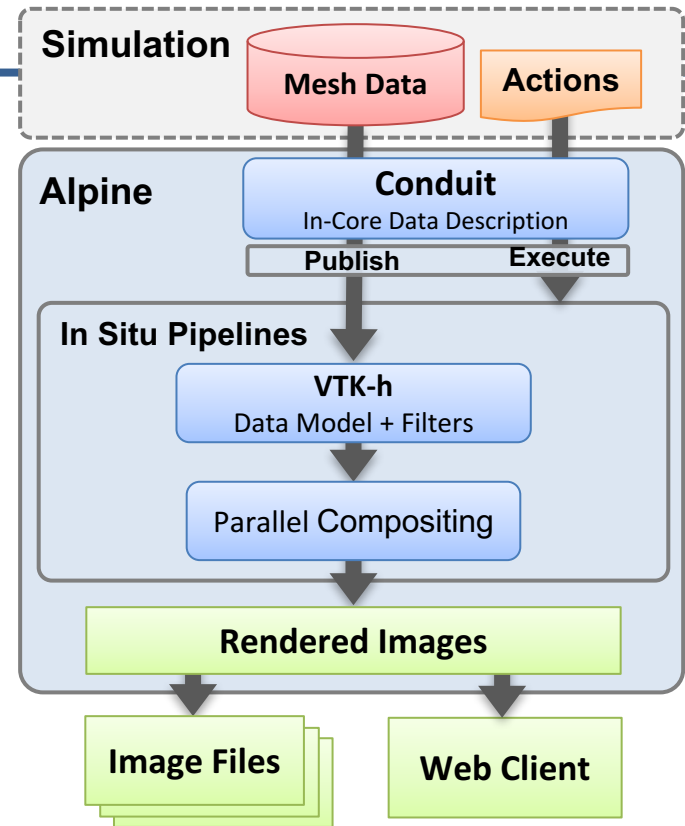 Simulation
Mesh Data
Actions
Alpine
Conduit
In-Core Data Description
Publish
Execute
In Situ Pipelines
VTK-h
Data Model + Filters
Parallel Compositing
Rendered Images
Image Files
Web Client